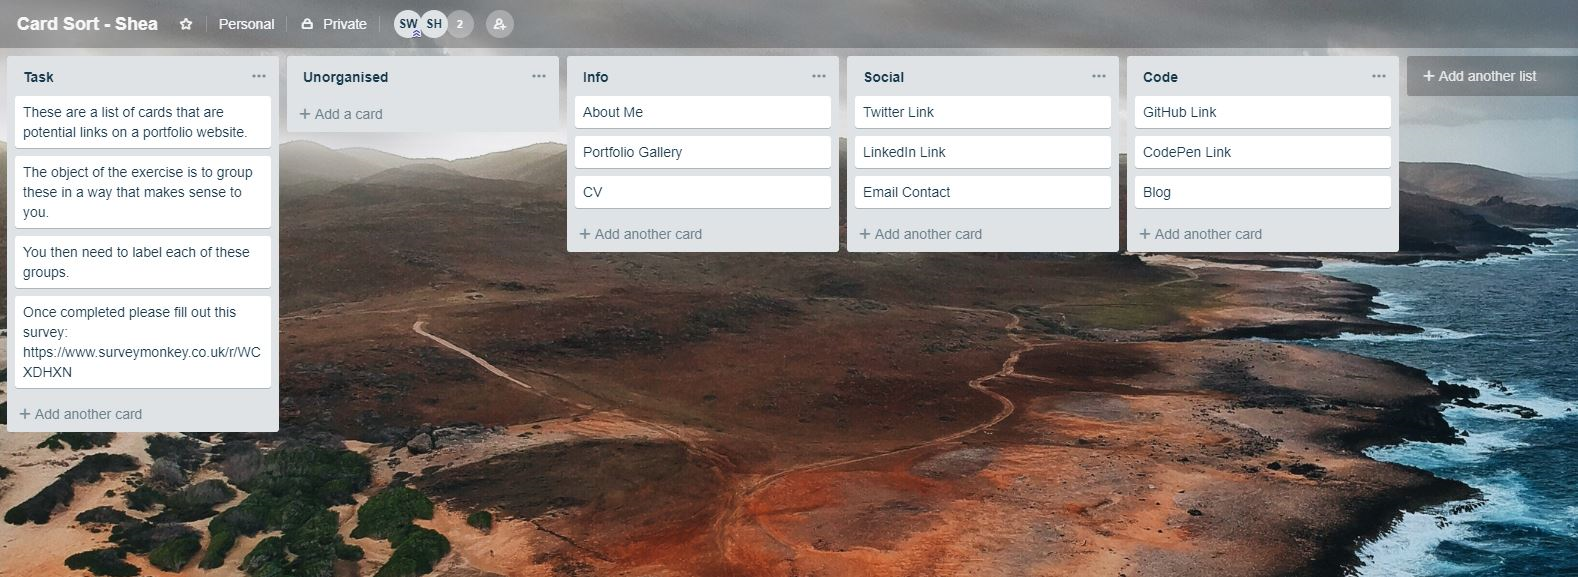 Card Sort - Shea
Personal
Private
SW
SH
2
Task
These are a list of cards that are
potential links on a portfolio website.
The object of the exercise is to group
these in a way that makes sense to
you.
You then need to label each of these
groups.
Once completed please fill out this
survey:
https://www.surveymonkey.co.uk/r/WC
XDHXN
+ Add another card
Unorganised
+ Add a card
Info
About Me
Portfolio Gallery
CV
+ Add another card
Social
Twitter Link
LinkedIn Link
Email Contact
+ Add another card
Code
GitHub Link
CodePen Link
Blog
+ Add another card
+ Add another list